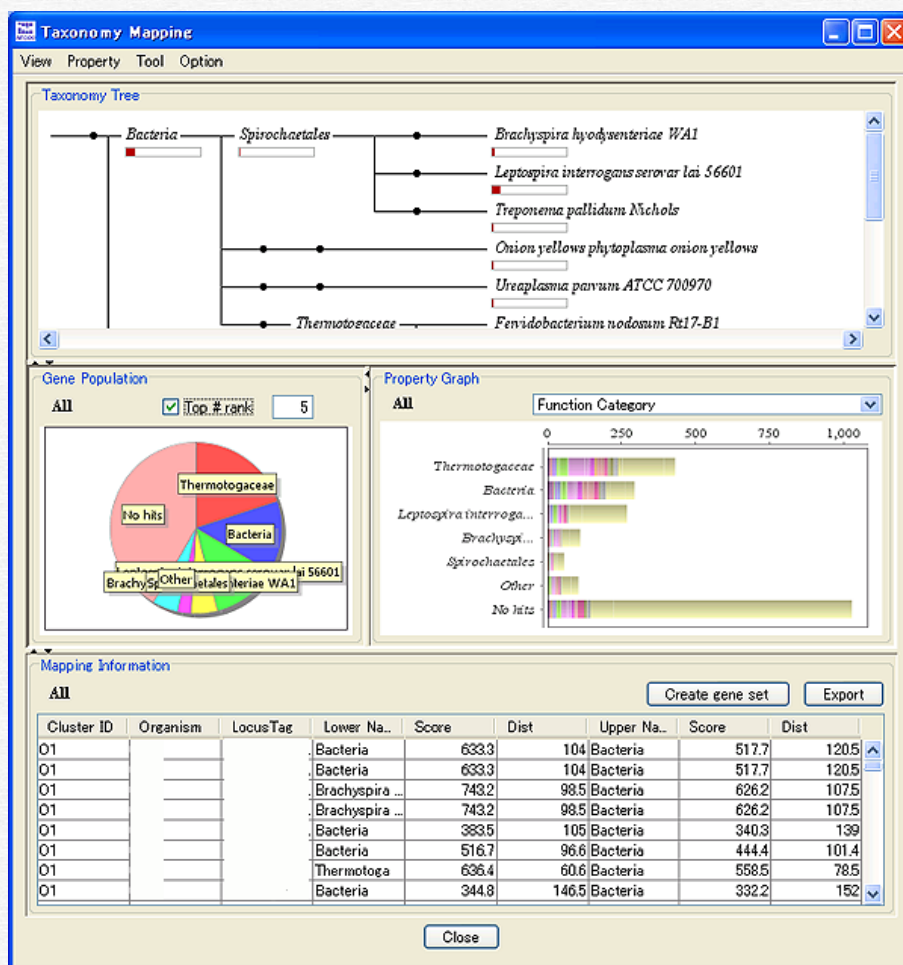 Taxonomy Mapping
View Property Tool Option
Taxonomy Tree
Bacteria Spirochaetales Brachyspira hyodysenteriae WA1
Leptospira interrogans serovar lai 56601
Treponema pallidum Nichols
Onion yellows phytoplasma onion yellows
Ureaplasma parvum ATCC 700970
Thermotogaceae Fervidobacterium nodosum Rt17-B1
Gene Population
All Top # rank 5
Thermotogaceae
No hits
Bacteria
lai 56601
Brachy Other etales nteriae WA1
Property Graph
All Function Category
0 250 500 750 1,000
Thermotogaceae
Bacteria
Leptospira interroga...
Brachyspi...
Spirochaetales
Other
No hits
Mapping Information
All Create gene set Export
Cluster ID Organism LocusTag Lower Na... Score Dist Upper Na... Score Dist
O1 Bacteria 633.3 104 Bacteria 517.7 120.5
O1 Bacteria 633.3 104 Bacteria 517.7 120.5
O1 Brachyspira ... 743.2 98.5 Bacteria 626.2 107.5
O1 Brachyspira ... 743.2 98.5 Bacteria 626.2 107.5
O1 Bacteria 383.5 105 Bacteria 340.3 139
O1 Bacteria 516.7 96.6 Bacteria 444.4 101.4
O1 Thermotoga 636.4 60.6 Bacteria 558.5 78.5
O1 Bacteria 344.8 146.5 Bacteria 332.2 152
Close